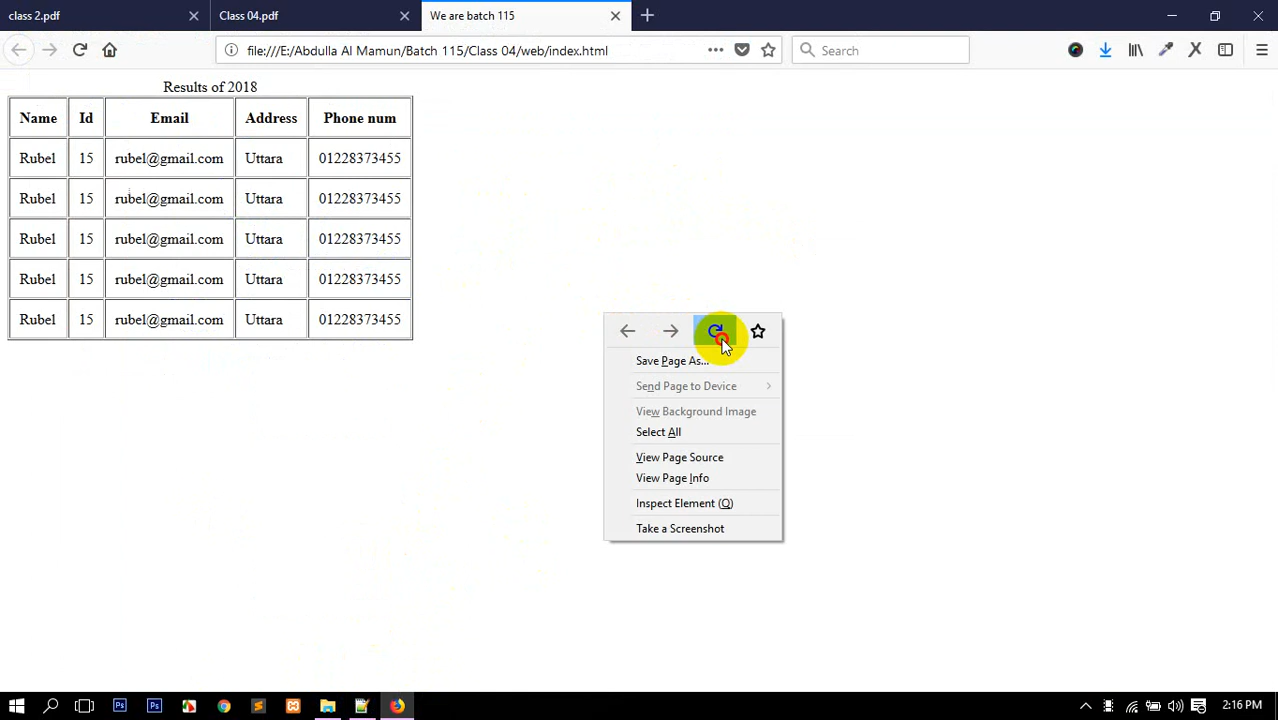 class 2.pdf
Class 04.pdf
We are batch 115
file:///E:/Abdulla Al Mamun/Batch 115/Class 04/web/index.html
Search
Results of 2018
Name Id Email Address Phone num
Rubel 15 rubel@gmail.com Uttara 01228373455
Rubel 15 rubel@gmail.com Uttara 01228373455
Rubel 15 rubel@gmail.com Uttara 01228373455
Rubel 15 rubel@gmail.com Uttara 01228373455
Rubel 15 rubel@gmail.com Uttara 01228373455
Save Page As...
Send Page to Device
View Background Image
Select All
View Page Source
View Page Info
Inspect Element (Q)
Take a Screenshot
2:16 PM